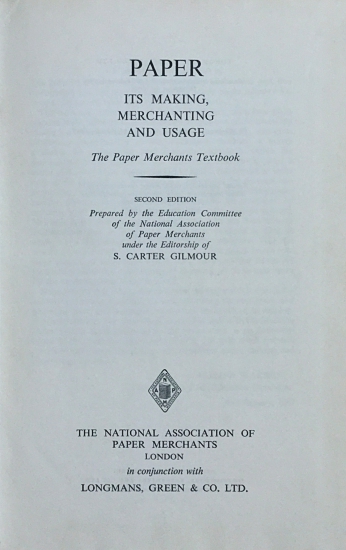 PAPER
ITS MAKING,
MERCHANTING
AND USAGE
The Paper Merchants Textbook
SECOND EDITION
Prepared by the Education Committee
of the National Association
of Paper Merchants
under the Editorship of
S. CARTER GILMOUR
THE NATIONAL ASSOCIATION OF
PAPER MERCHANTS
LONDON
in conjunction with
LONGMANS, GREEN & CO. LTD.